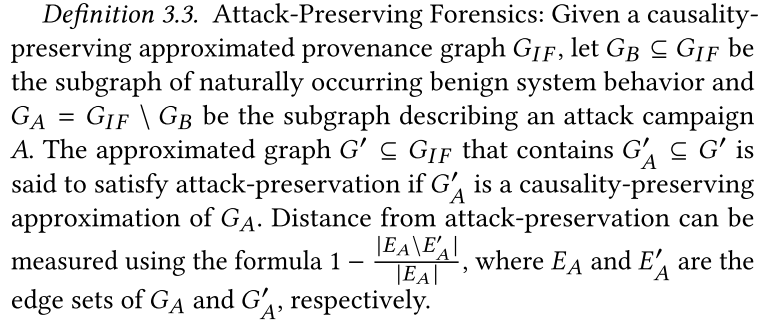 Definition 3.3. Attack-Preserving Forensics: Given a causality-
preserving approximated provenance graph G_{IF}, let G_B ⊆ G_{IF} be
the subgraph of naturally occurring benign system behavior and
G_A = G_{IF} \ G_B be the subgraph describing an attack campaign
A. The approximated graph G′ ⊆ G_{IF} that contains G′_A ⊆ G′ is
said to satisfy attack-preservation if G′_A is a causality-preserving
approximation of G_A. Distance from attack-preservation can be
measured using the formula 1 − \frac{|E_A \setminus E′_A|}{|E_A|}, where E_A and E′_A are the
edge sets of G_A and G′_A, respectively.